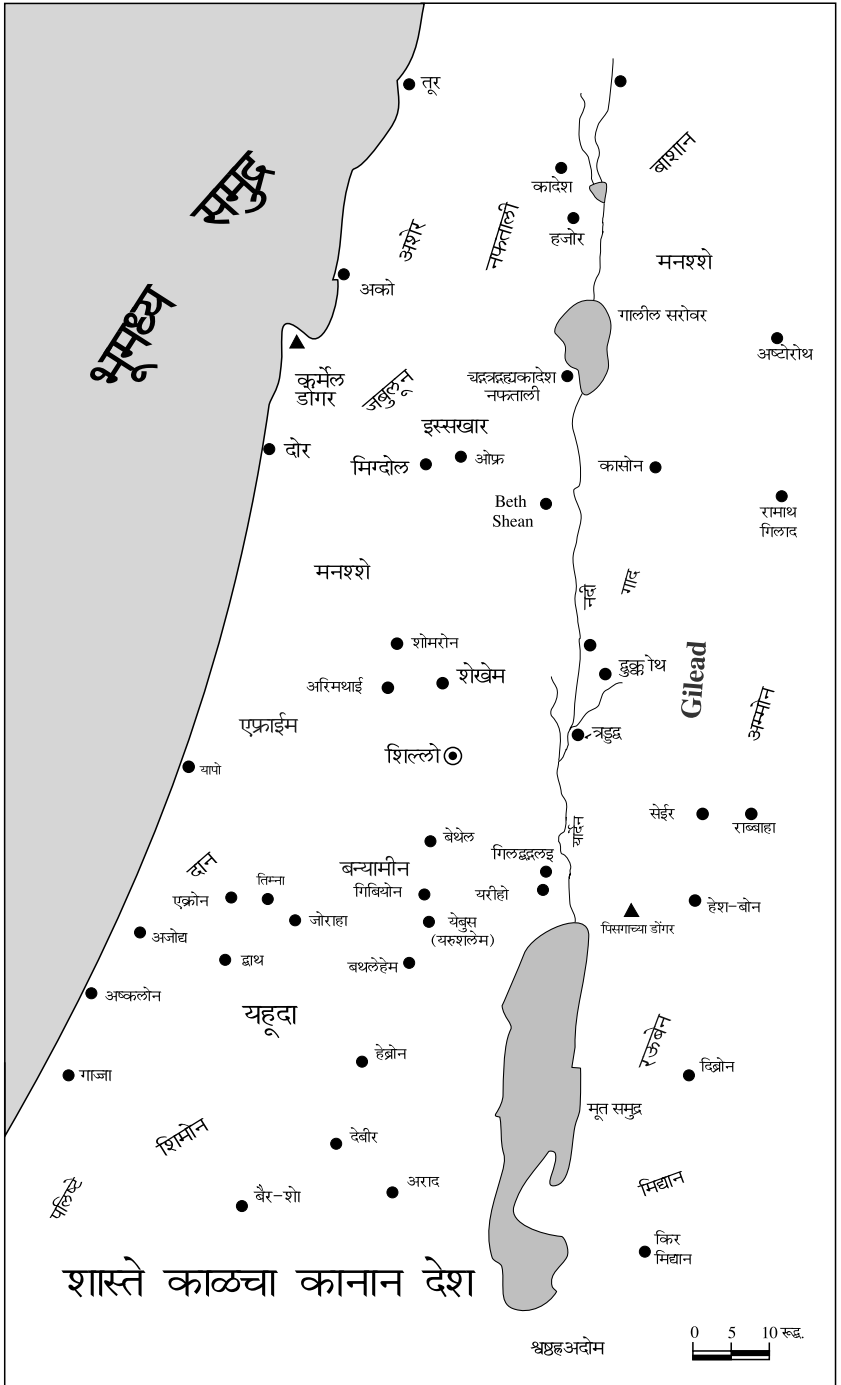 तूर
समुद्र
बाशान
कादेश
अशेर
नफताली
हजोर
मनश्शे
अको
भूमध्य
गालील सरोवर
अष्टोरोथ
कर्मेल
डोंगर
जबुलून
नफताली
इस्सखार
दोर
मिग्दोल
ओफ्र
कासोन
Beth
Shean
रामाथ
गिलाद
मनश्शे
नदी
गाद
शोमरोन
शेखेम
अरिमथाई
Gilead
अम्मोन
एफ्राईम
शिल्लो
यापो
सेईर
राब्बाहा
यार्देन
बेथेल
दान
बन्यामीन
तिम्ना
गिबियोन
यरीहो
एक्रोन
हेश-बोन
जोराहा
येबुस
(यरुशलेम)
पिसगाच्या डोंगर
अजोद्य
द्वाथ
बथलेहेम
अष्कलोन
यहूदा
रऊबेन
हेब्रोन
दिब्रोन
गाज्जा
मृत समुद्र
शिमोन
देबीर
पलिष्टे
बैर-शेा
अराद
मिद्यान
किर
मिद्यान
शास्ते काळचा कानान देश
0 5 10